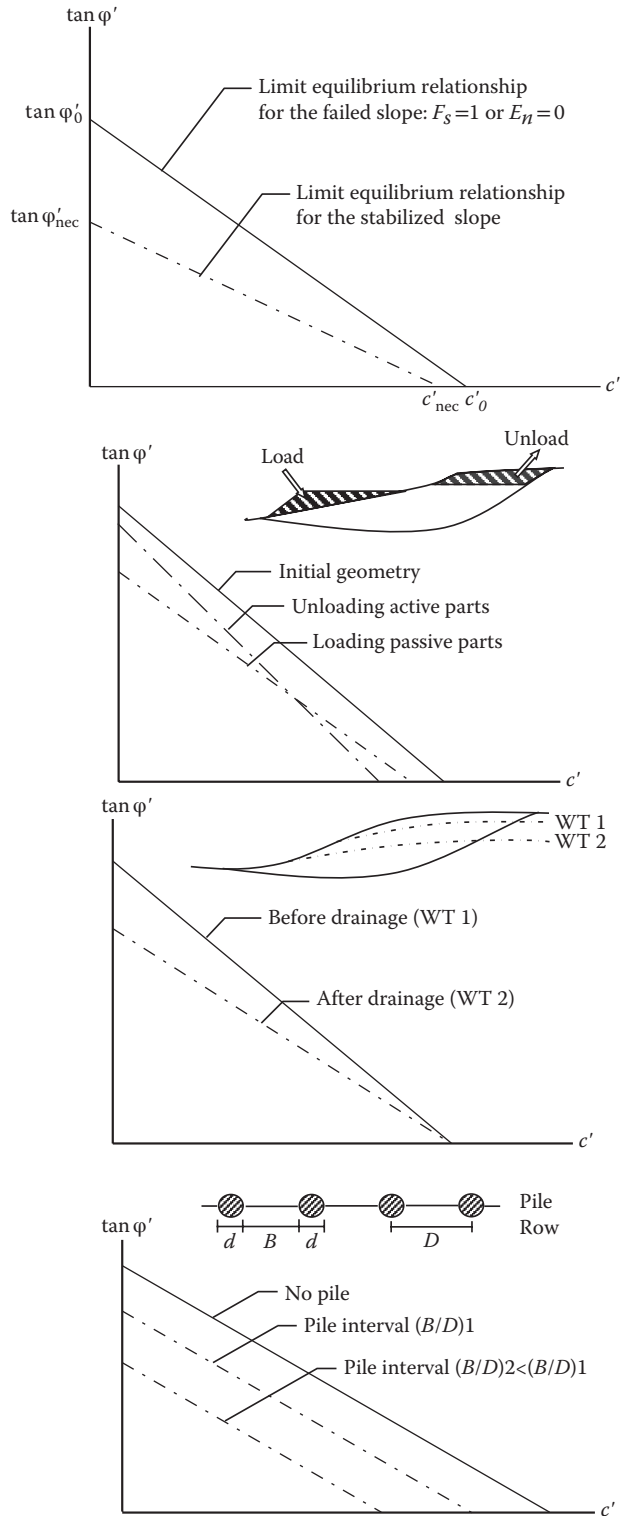 tan φ′
Limit equilibrium relationship
for the failed slope: Fs=1 or En=0
tan φ′0
Limit equilibrium relationship
for the stabilized slope
tan φ′nec
c′
c′nec c′0
tan φ′
Unload
Load
Initial geometry
Unloading active parts
Loading passive parts
c′
tan φ′
WT 1
WT 2
Before drainage (WT 1)
After drainage (WT 2)
c′
Pile
Row
d B d D
tan φ′
No pile
Pile interval (B/D)1
Pile interval (B/D)2<(B/D)1
c′